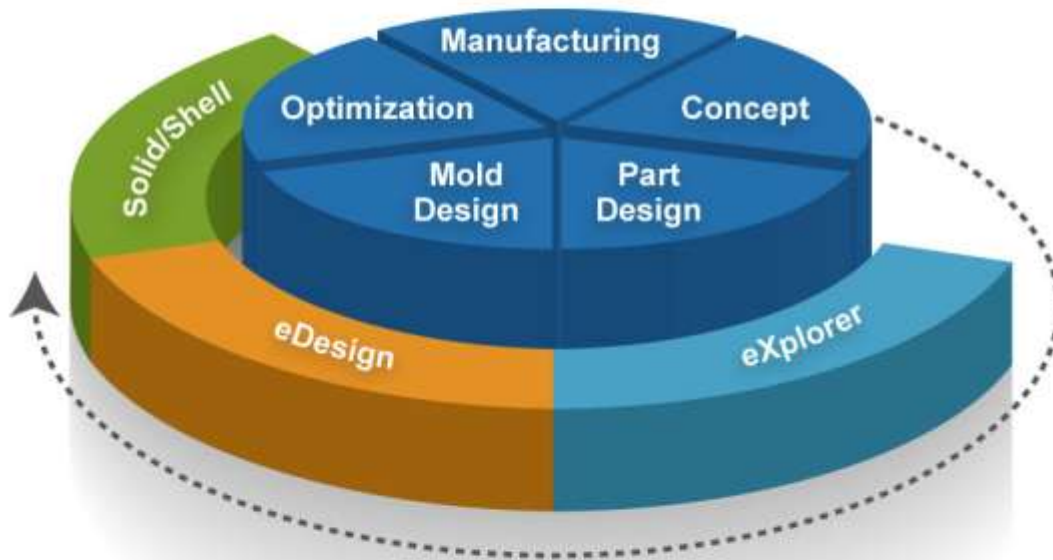 Manufacturing
Optimization
Concept
Solid/Shell
Mold
Design
Part
Design
eDesign
eXplorer